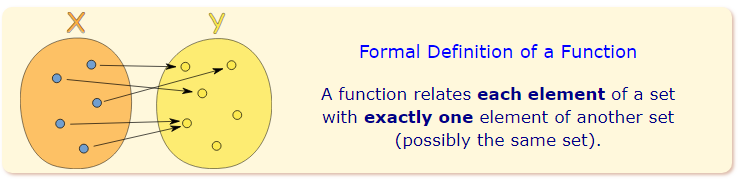 X Y
Formal Definition of a Function
A function relates each element of a set
with exactly one element of another set
(possibly the same set).